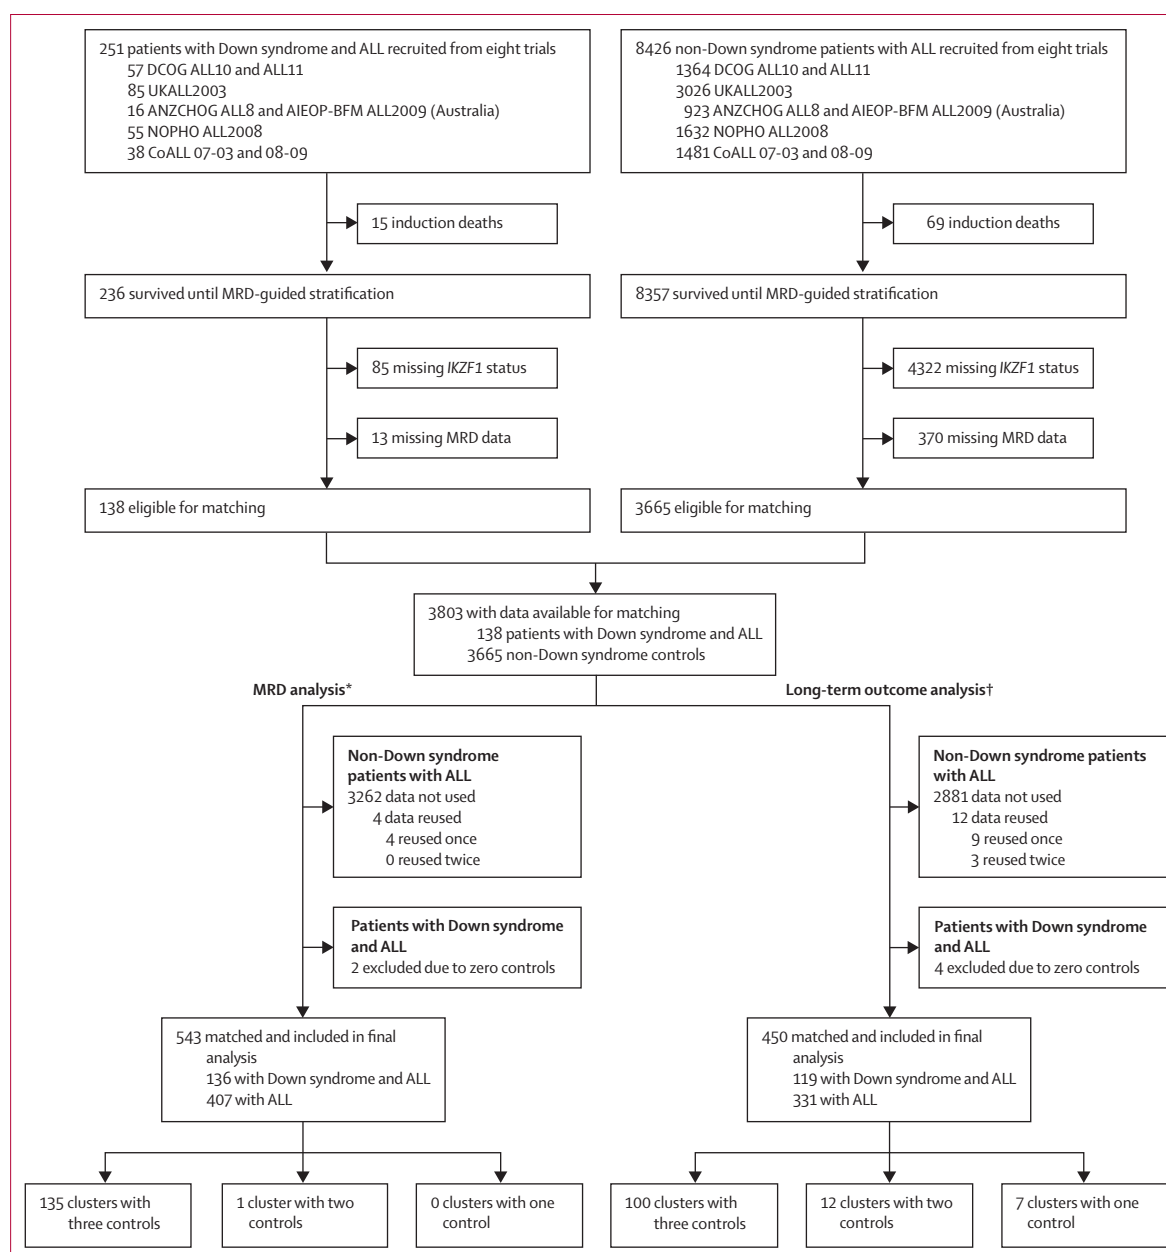 251 patients with Down syndrome and ALL recruited from eight trials
57 DCOG ALL10 and ALL11
85 UKALL2003
16 ANZCHOG ALL8 and AIEOP-BFM ALL2009 (Australia)
55 NOPHO ALL2008
38 CoALL 07-03 and 08-09
8426 non-Down syndrome patients with ALL recruited from eight trials
1364 DCOG ALL10 and ALL11
3026 UKALL2003
923 ANZCHOG ALL8 and AIEOP-BFM ALL2009 (Australia)
1632 NOPHO ALL2008
1481 CoALL 07-03 and 08-09
15 induction deaths
69 induction deaths
236 survived until MRD-guided stratification
8357 survived until MRD-guided stratification
85 missing IKZF1 status
4322 missing IKZF1 status
13 missing MRD data
370 missing MRD data
138 eligible for matching
3665 eligible for matching
3803 with data available for matching
138 patients with Down syndrome and ALL
3665 non-Down syndrome controls
MRD analysis*
Long-term outcome analysis†
Non-Down syndrome
patients with ALL
3262 data not used
4 data reused
4 reused once
0 reused twice
Non-Down syndrome patients
with ALL
2881 data not used
12 data reused
9 reused once
3 reused twice
Patients with Down syndrome
and ALL
2 excluded due to zero controls
Patients with Down syndrome
and ALL
4 excluded due to zero controls
543 matched and included in final
analysis
136 with Down syndrome and ALL
407 with ALL
450 matched and included in final
analysis
119 with Down syndrome and ALL
331 with ALL
135 clusters with
three controls
1 cluster with two
controls
0 clusters with one
control
100 clusters with
three controls
12 clusters with two
controls
7 clusters with one
control